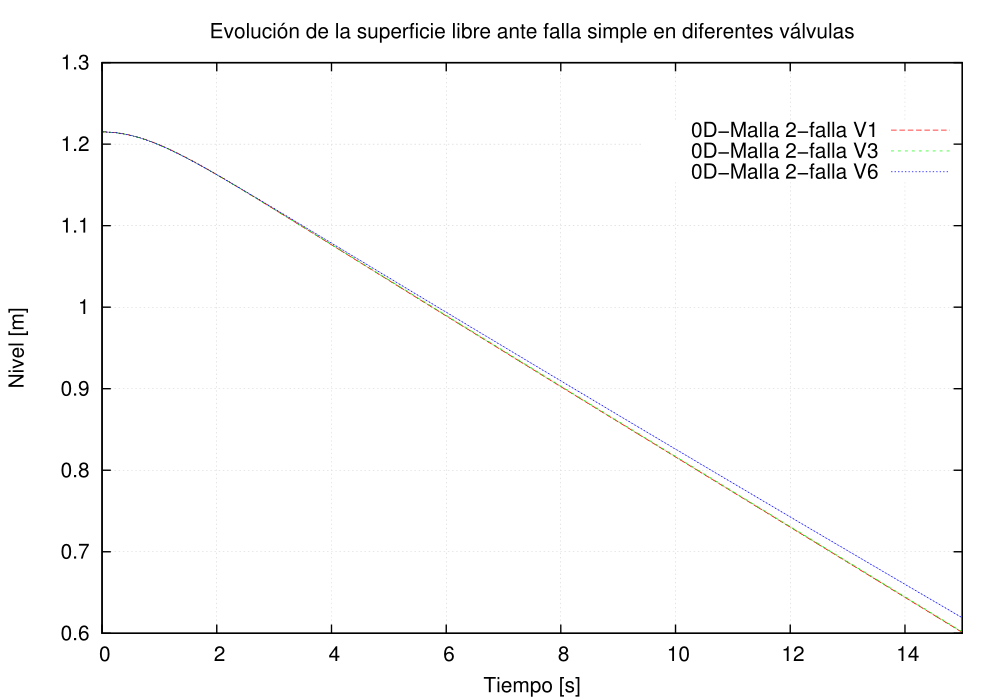 Evolución de la superficie libre ante falla simple en diferentes válvulas
1.3
1.2
1.1
1
0.9
0.8
0.7
0.6
Nivel [m]
0D−Malla 2−falla V1
0D−Malla 2−falla V3
0D−Malla 2−falla V6
0 2 4 6 8 10 12 14
Tiempo [s]